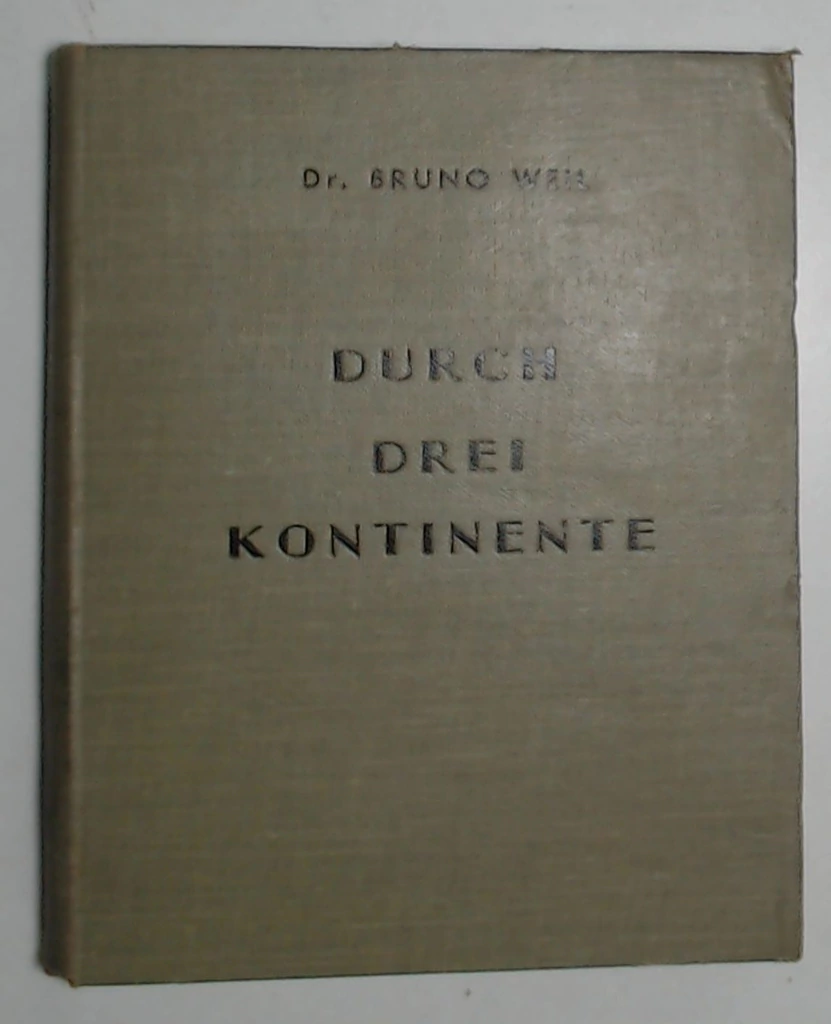 Dr. BRUNO WEIL
DURCH
DREI
KONTINENTE